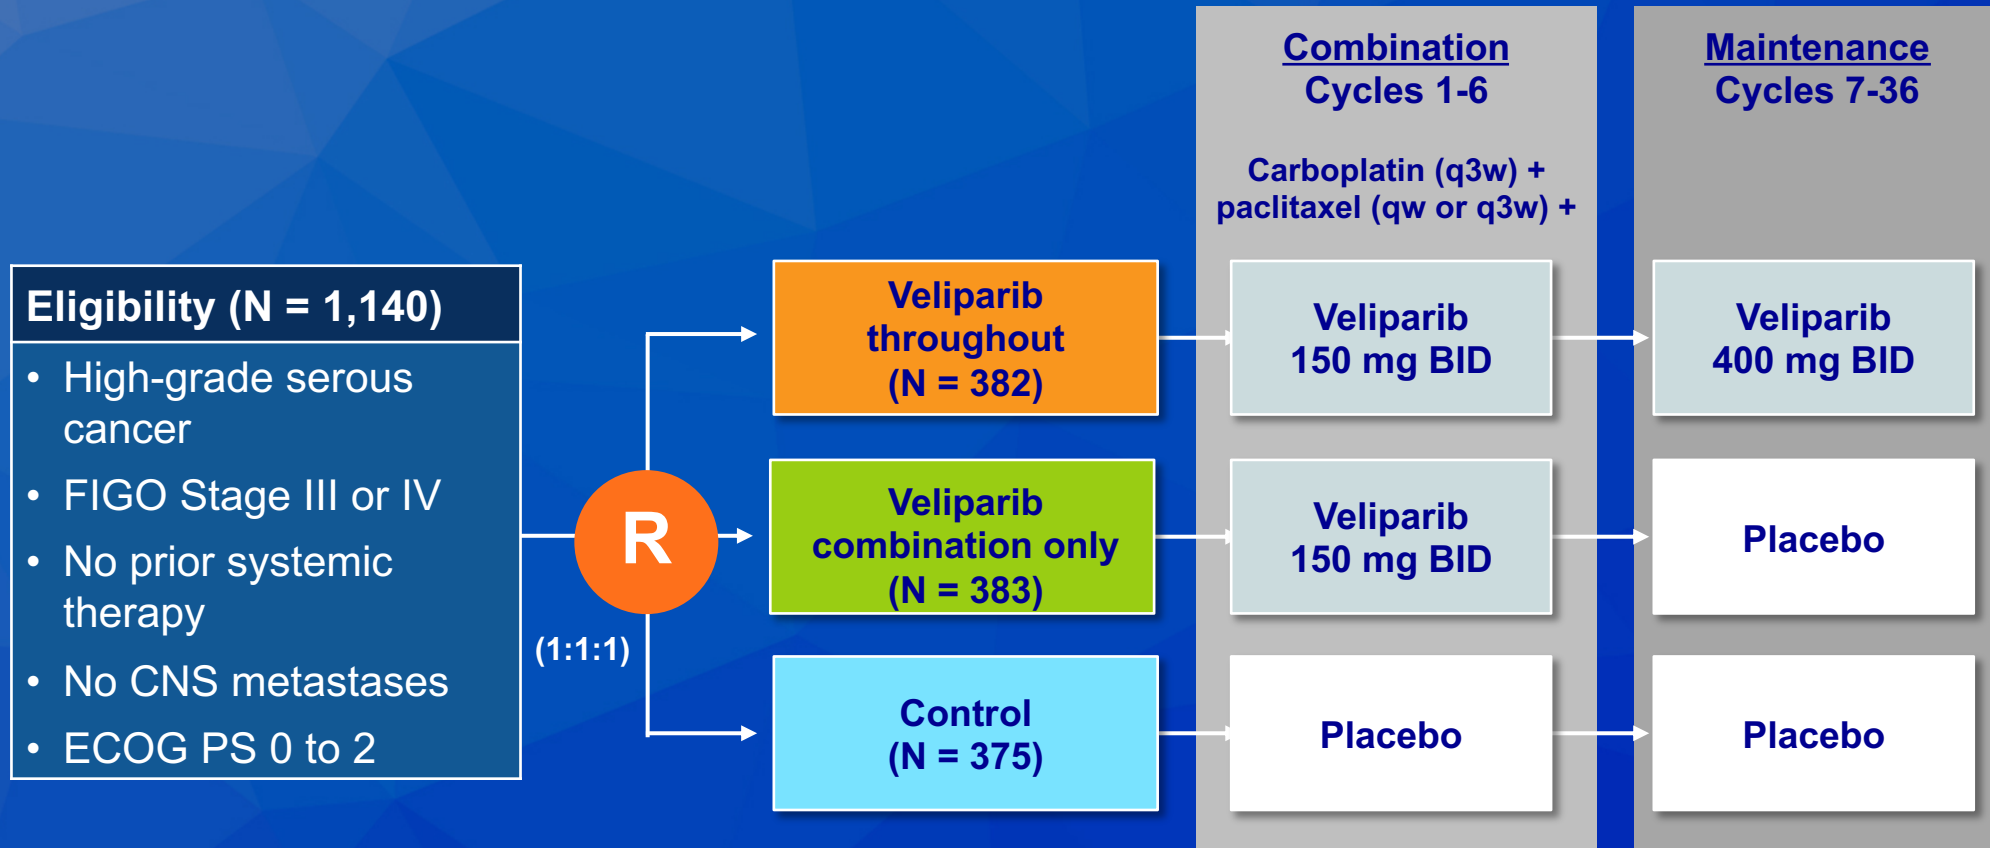 Combination
Cycles 1-6
Carboplatin (q3w) +
paclitaxel (qw or q3w) +
Maintenance
Cycles 7-36
Eligibility (N = 1,140)
• High-grade serous
cancer
• FIGO Stage III or IV
• No prior systemic
therapy
• No CNS metastases
• ECOG PS 0 to 2
R
(1:1:1)
Veliparib
throughout
(N = 382)
Veliparib
150 mg BID
Veliparib
400 mg BID
Veliparib
combination only
(N = 383)
Veliparib
150 mg BID
Placebo
Control
(N = 375)
Placebo
Placebo